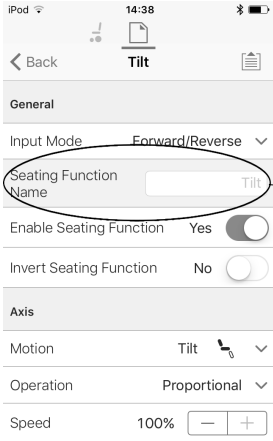 iPod 14:38
Back Tilt
General
Input Mode Forward/Reverse
Seating Function
Name Tilt
Enable Seating Function Yes
Invert Seating Function No
Axis
Motion Tilt
Operation Proportional
Speed 100% — +